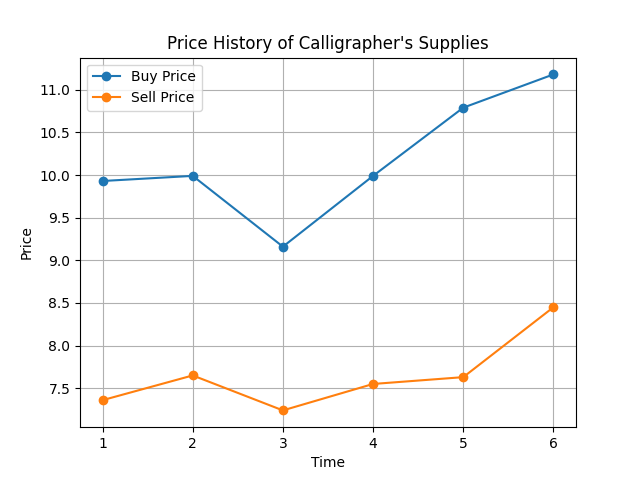 Price History of Calligrapher's Supplies
Buy Price
Sell Price
Price
11.0
10.5
10.0
9.5
9.0
8.5
8.0
7.5
1 2 3 4 5 6
Time